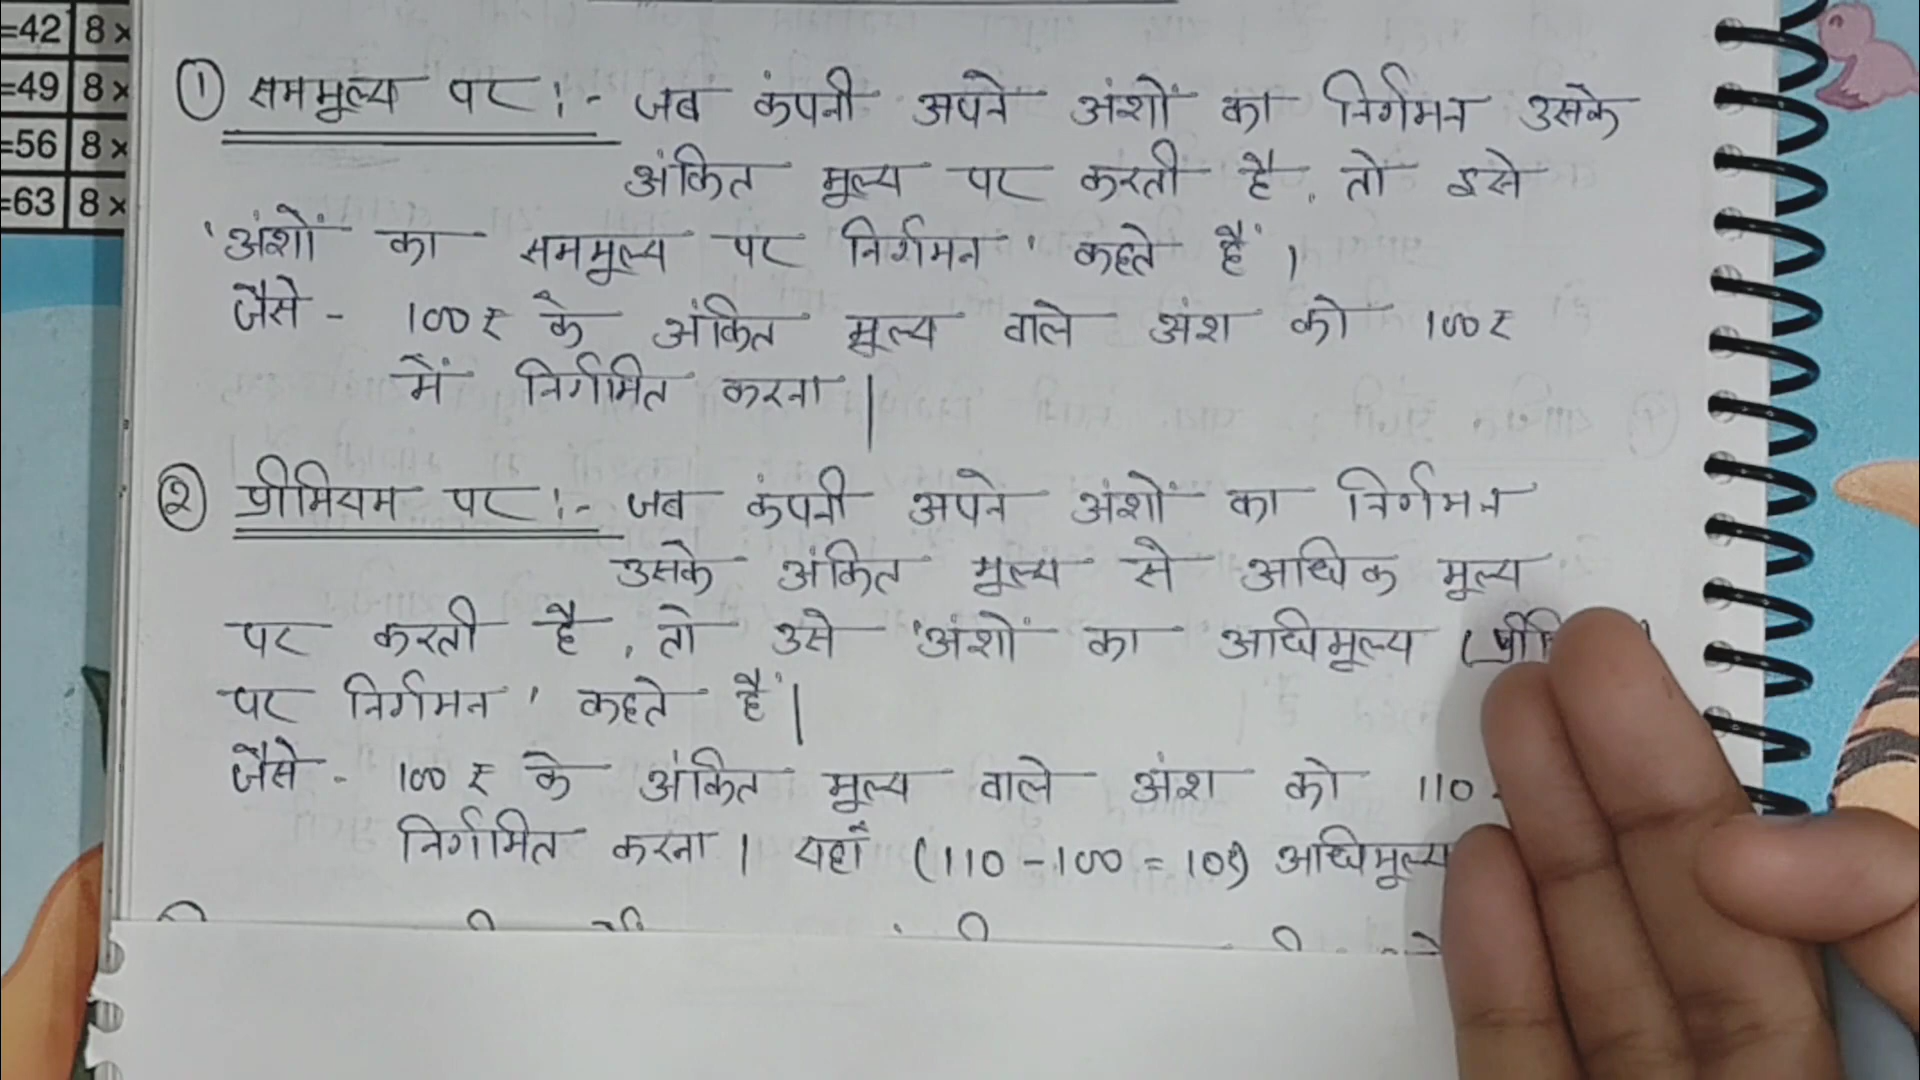 =42 8 ×
=49 8 ×
=56 8 ×
=63 8 ×
① सममूल्य पर :- जब कंपनी अपने अंशों का निर्गमन उसके
अंकित मूल्य पर करती है, तो इसे
'अंशों का सममूल्य पर निर्गमन' कहते हैं।
जैसे - 100₹ के अंकित मूल्य वाले अंश को 100₹
में निर्गमित करना।
② प्रीमियम पर :- जब कंपनी अपने अंशों का निर्गमन
उसके अंकित मूल्य से अधिक मूल्य
पर करती है, तो उसे 'अंशों का अधिमूल्य
पर निर्गमन' कहते हैं।
जैसे - 100₹ के अंकित मूल्य वाले अंश को 110
निर्गमित करना। यहाँ (110-100=10₹) अधिमूल्य